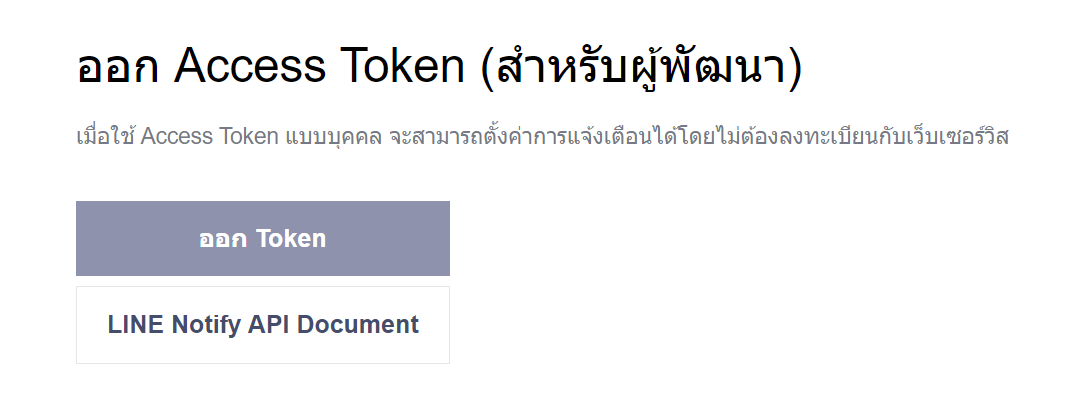 ออก Access Token (สำหรับผู้พัฒนา)
เมื่อใช้ Access Token แบบบุคคล จะสามารถตั้งค่าการแจ้งเตือนได้โดยไม่ต้องลงทะเบียนกับเว็บเซอร์วิส
ออก Token
LINE Notify API Document